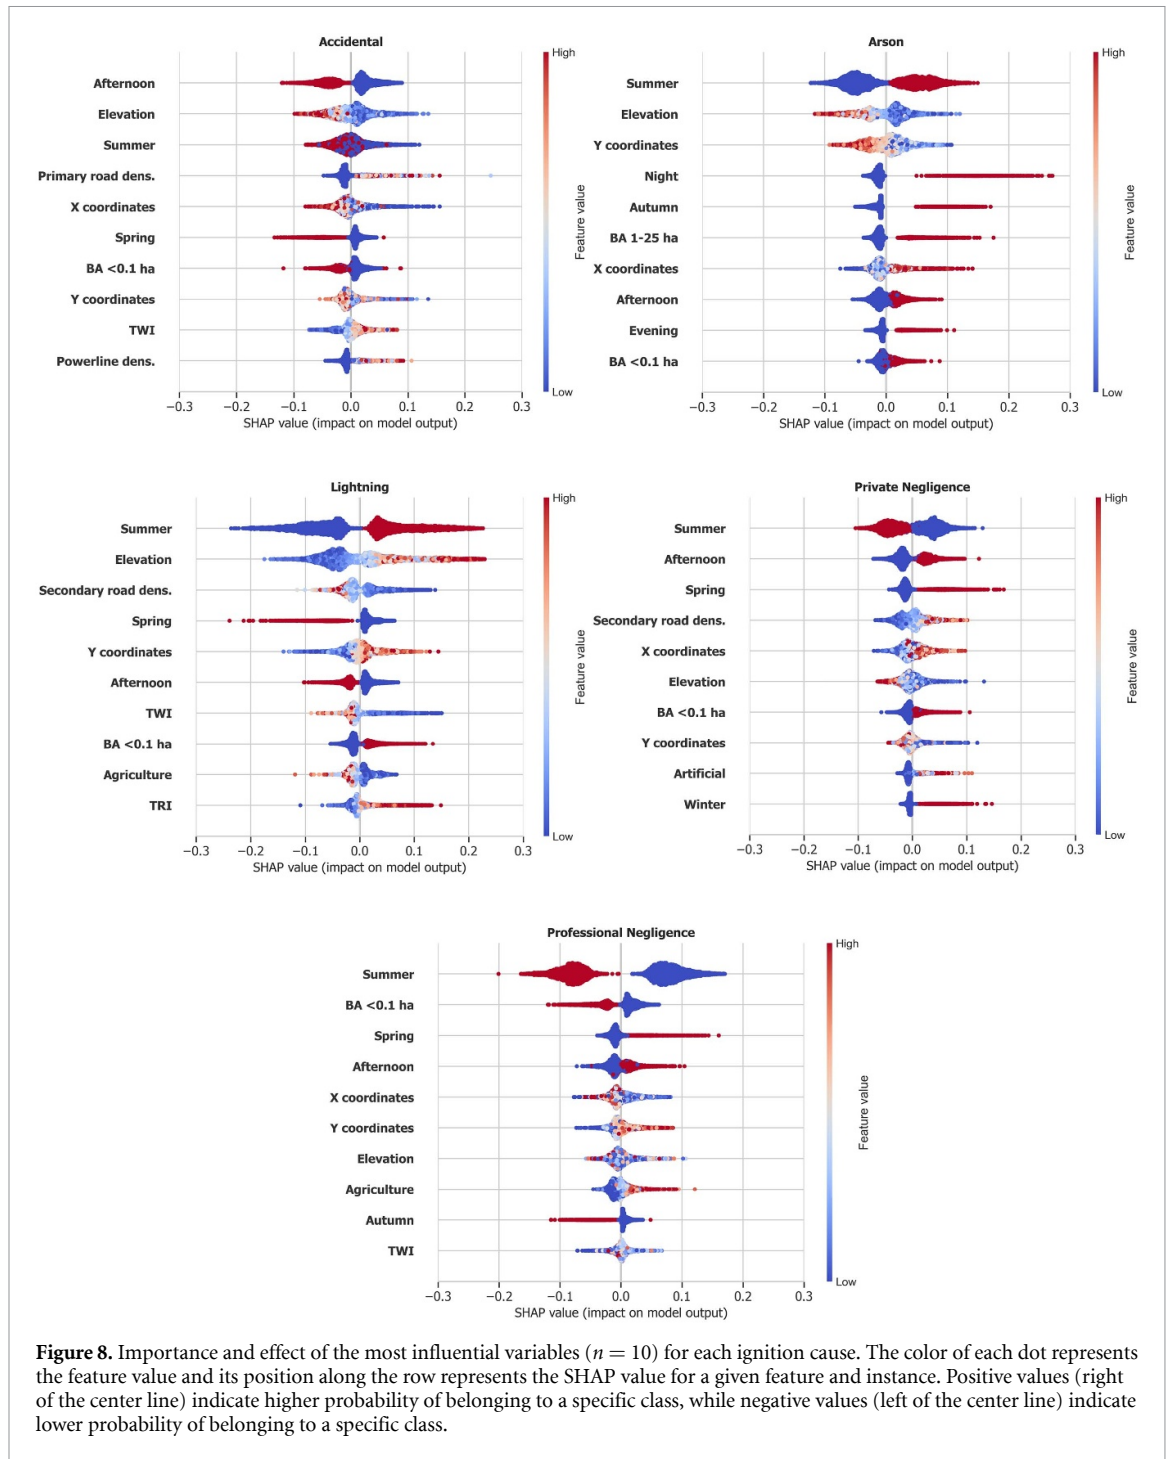 Accidental
High
Afternoon
Elevation
Summer
Primary road dens.
X coordinates
Spring
BA <0.1 ha
Y coordinates
TWI
Powerline dens.
Feature value
Low
−0.3 −0.2 −0.1 0.0 0.1 0.2 0.3
SHAP value (impact on model output)
Arson
High
Summer
Elevation
Y coordinates
Night
Autumn
BA 1-25 ha
X coordinates
Afternoon
Evening
BA <0.1 ha
Feature value
Low
−0.3 −0.2 −0.1 0.0 0.1 0.2 0.3
SHAP value (impact on model output)
Lightning
High
Summer
Elevation
Secondary road dens.
Spring
Y coordinates
Afternoon
TWI
BA <0.1 ha
Agriculture
TRI
Feature value
Low
−0.3 −0.2 −0.1 0.0 0.1 0.2 0.3
SHAP value (impact on model output)
Private Negligence
High
Summer
Afternoon
Spring
Secondary road dens.
X coordinates
Elevation
BA <0.1 ha
Y coordinates
Artificial
Winter
Feature value
Low
−0.3 −0.2 −0.1 0.0 0.1 0.2 0.3
SHAP value (impact on model output)
Professional Negligence
High
Summer
BA <0.1 ha
Spring
Afternoon
X coordinates
Y coordinates
Elevation
Agriculture
Autumn
TWI
Feature value
Low
−0.3 −0.2 −0.1 0.0 0.1 0.2 0.3
SHAP value (impact on model output)
Figure 8. Importance and effect of the most influential variables (n = 10) for each ignition cause. The color of each dot represents
the feature value and its position along the row represents the SHAP value for a given feature and instance. Positive values (right
of the center line) indicate higher probability of belonging to a specific class, while negative values (left of the center line) indicate
lower probability of belonging to a specific class.